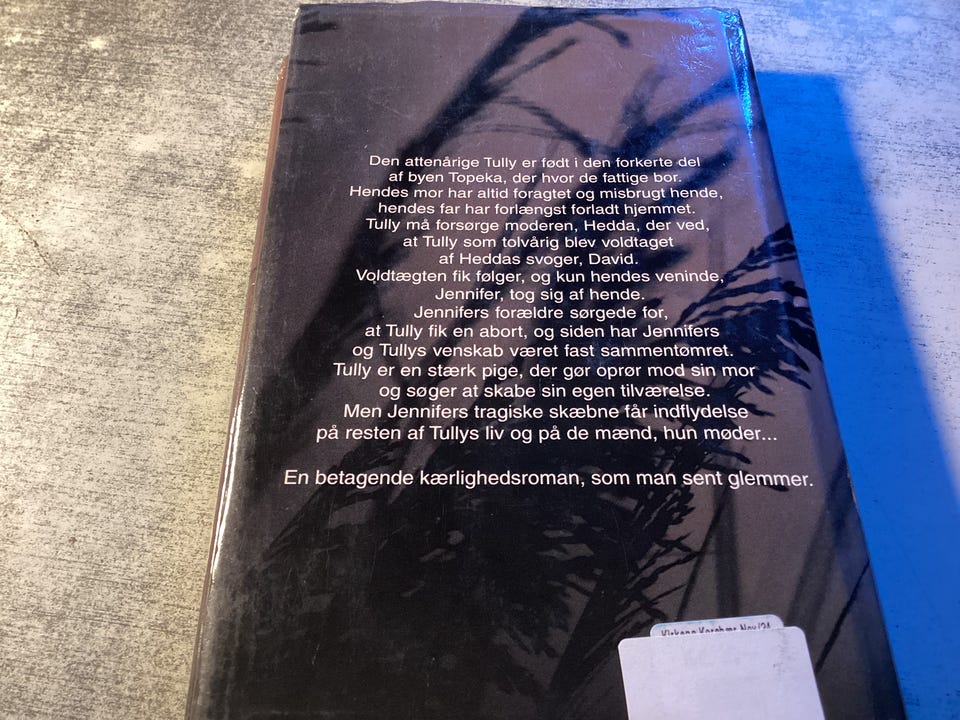 Den attenårige Tully er født i den forkerte del
af byen Topeka, der hvor de fattige bor.
Hendes mor har altid foragtet og misbrugt hende,
hendes far har forlængst forladt hjemmet.
Tully må forsørge moderen, Hedda, der ved,
at Tully som tolvårig blev voldtaget
af Heddas svoger, David.
Voldtægten fik følger, og kun hendes veninde,
Jennifer, tog sig af hende.
Jennifers forældre sørgede for,
at Tully fik en abort, og siden har Jennifers
og Tullys venskab været fast sammentømret.
Tully er en stærk pige, der gør oprør mod sin mor
og søger at skabe sin egen tilværelse.
Men Jennifers tragiske skæbne får indflydelse
på resten af Tullys liv og på de mænd, hun møder...
En betagende kærlighedsroman, som man sent glemmer.